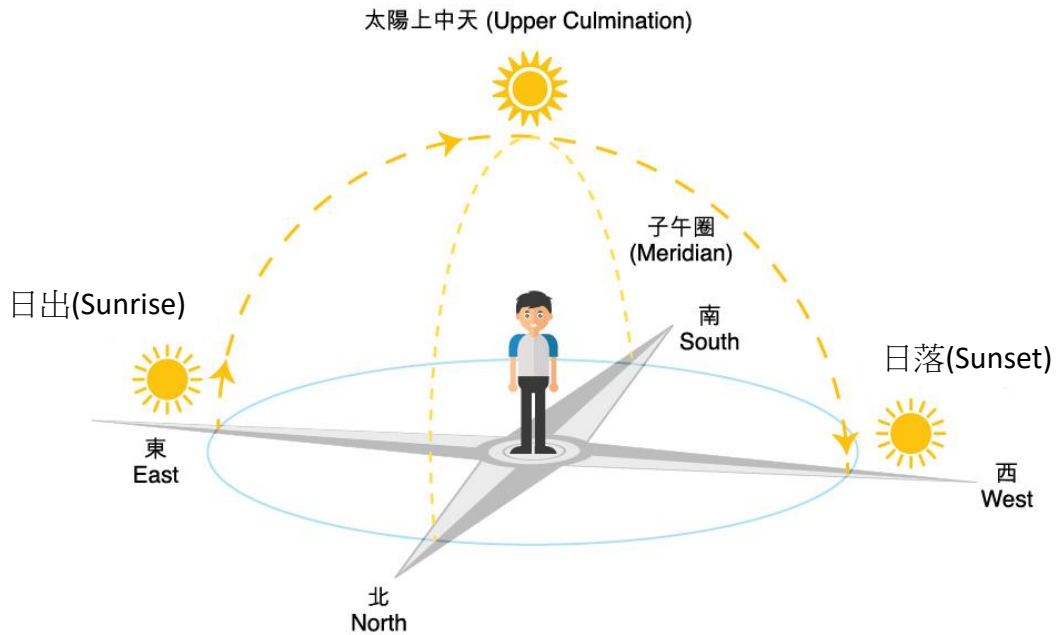 太陽上中天 (Upper Culmination)
子午圈
(Meridian)
日出(Sunrise)
南
South
日落(Sunset)
東
East
西
West
北
North